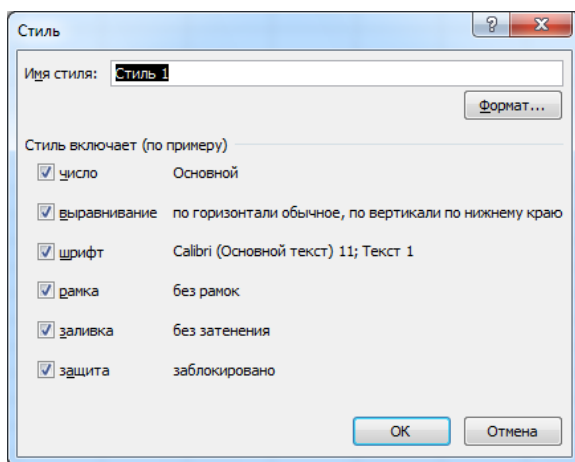 Стиль
Имя стиля: Стиль 1
Формат...
Стиль включает (по примеру)
число Основной
выравнивание по горизонтали обычное, по вертикали по нижнему краю
шрифт Calibri (Основной текст) 11; Текст 1
рамка без рамок
заливка без затенения
защита заблокировано
ОК Отмена